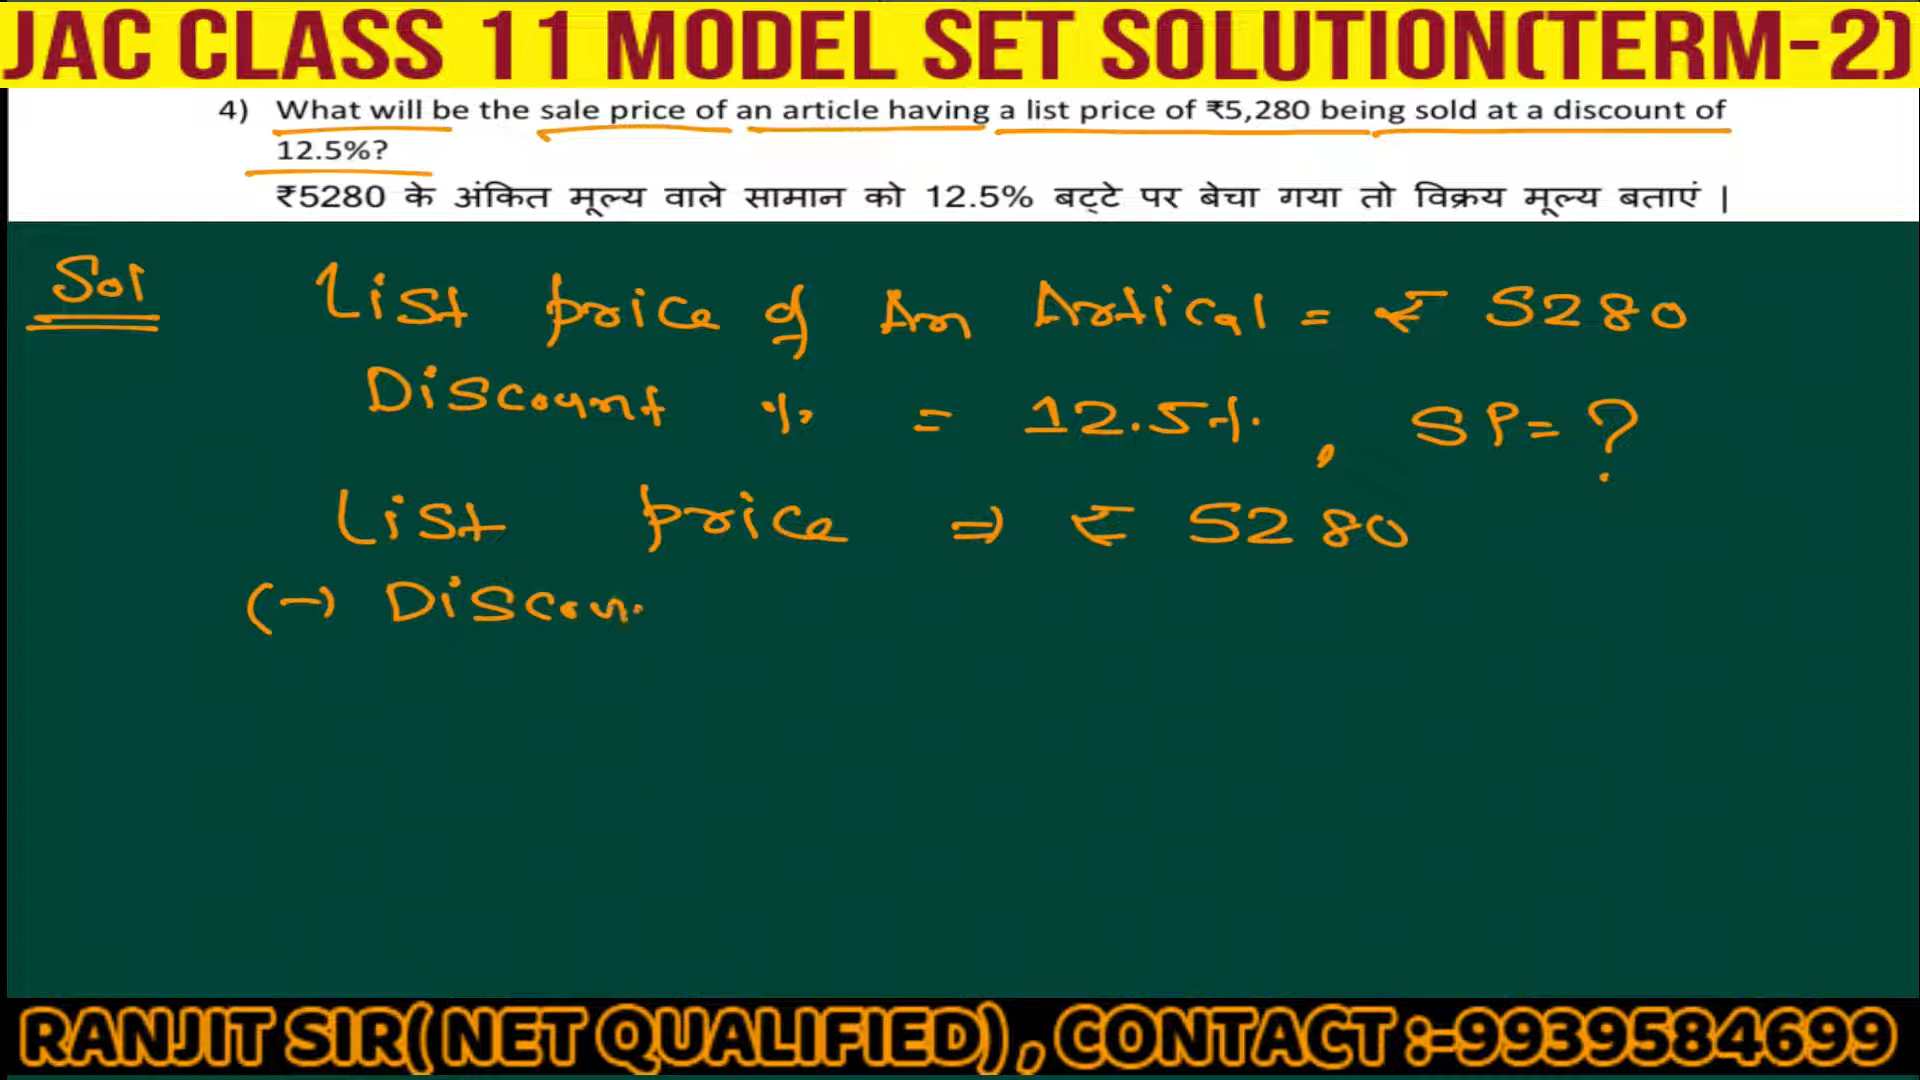 JAC CLASS 11 MODEL SET SOLUTION(TERM-2)
4) What will be the sale price of an article having a list price of ₹5,280 being sold at a discount of
12.5%?
₹5280 के अंकित मूल्य वाले सामान को 12.5% बट्टे पर बेचा गया तो विक्रय मूल्य बताएं |
Sol List price of An Artical = ₹ 5280
Discount % = 12.5%, SP = ?
List price ⇒ ₹ 5280
(-) Discoun
RANJIT SIR( NET QUALIFIED) , CONTACT :-9939584699